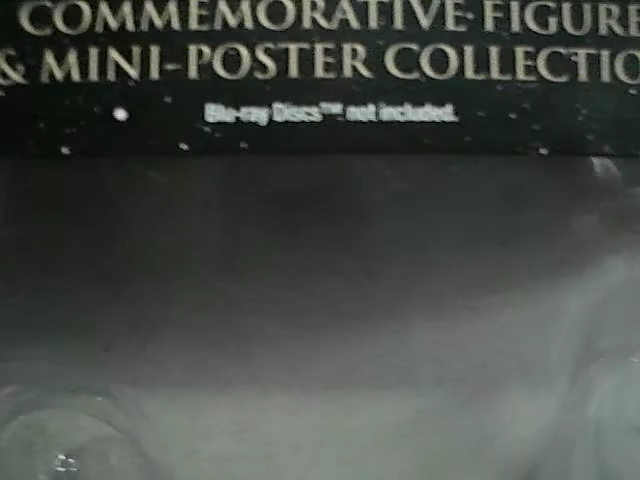 COMMEMORATIVE FIGURE
& MINI-POSTER COLLECTIO
Blu-ray Discs™ not included.